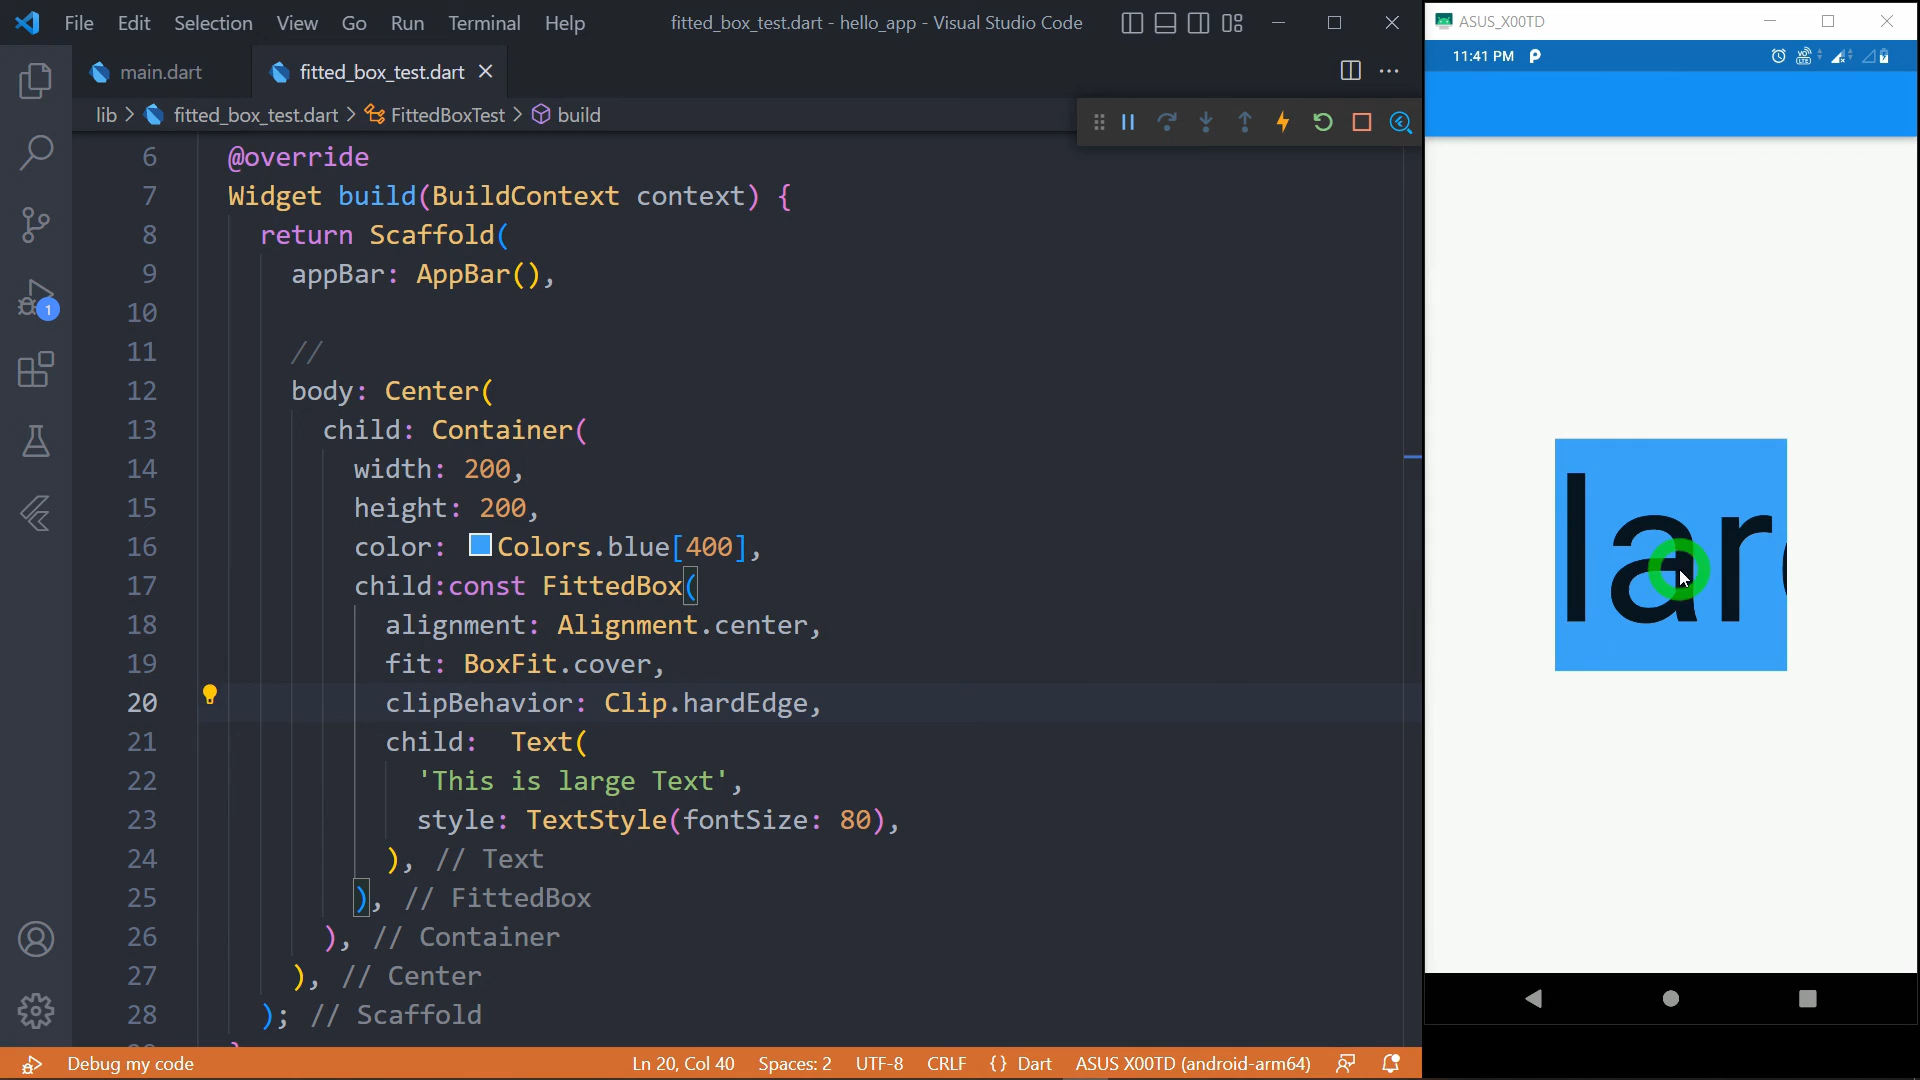 File Edit Selection View Go Run Terminal Help fitted_box_test.dart - hello_app - Visual Studio Code
main.dart fitted_box_test.dart
lib > fitted_box_test.dart > FittedBoxTest > build
1
6 @override
7 Widget build(BuildContext context) {
8 return Scaffold(
9 appBar: AppBar(),
10
11 //
12 body: Center(
13 child: Container(
14 width: 200,
15 height: 200,
16 color: Colors.blue[400],
17 child:const FittedBox(
18 alignment: Alignment.center,
19 fit: BoxFit.cover,
20 clipBehavior: Clip.hardEdge,
21 child:  Text(
22 'This is large Text',
23 style: TextStyle(fontSize: 80),
24 ), // Text
25 ), // FittedBox
26 ), // Container
27 ), // Center
28 ); // Scaffold
Debug my code Ln 20, Col 40 Spaces: 2 UTF-8 CRLF {} Dart ASUS X00TD (android-arm64)
ASUS_X00TD
11:41 PM
lar